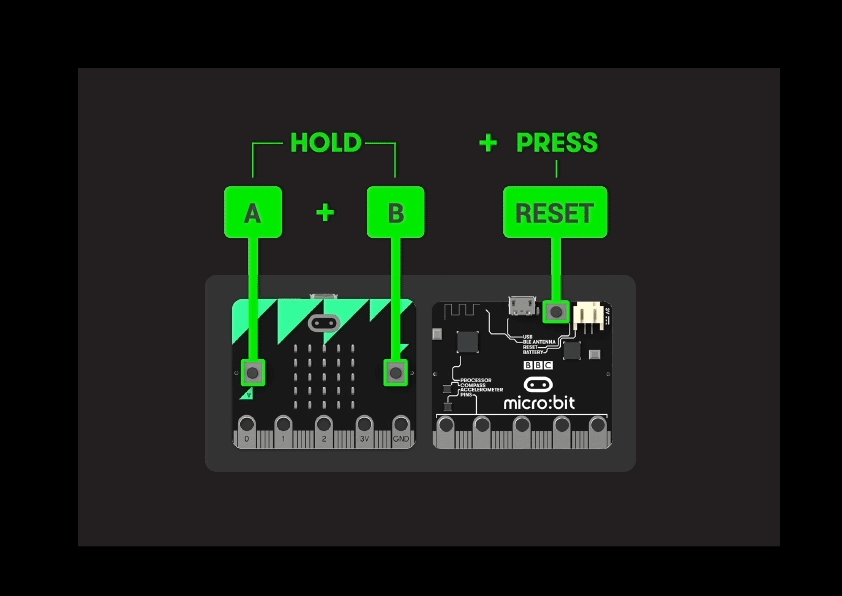 HOLD
+ PRESS
A + B
RESET
0 1 2 3V GND
3V
USB
BLE ANTENNA
RESET
BATTERY
BBC
PROCESSOR
COMPASS
ACCELEROMETER
PINS
micro:bit